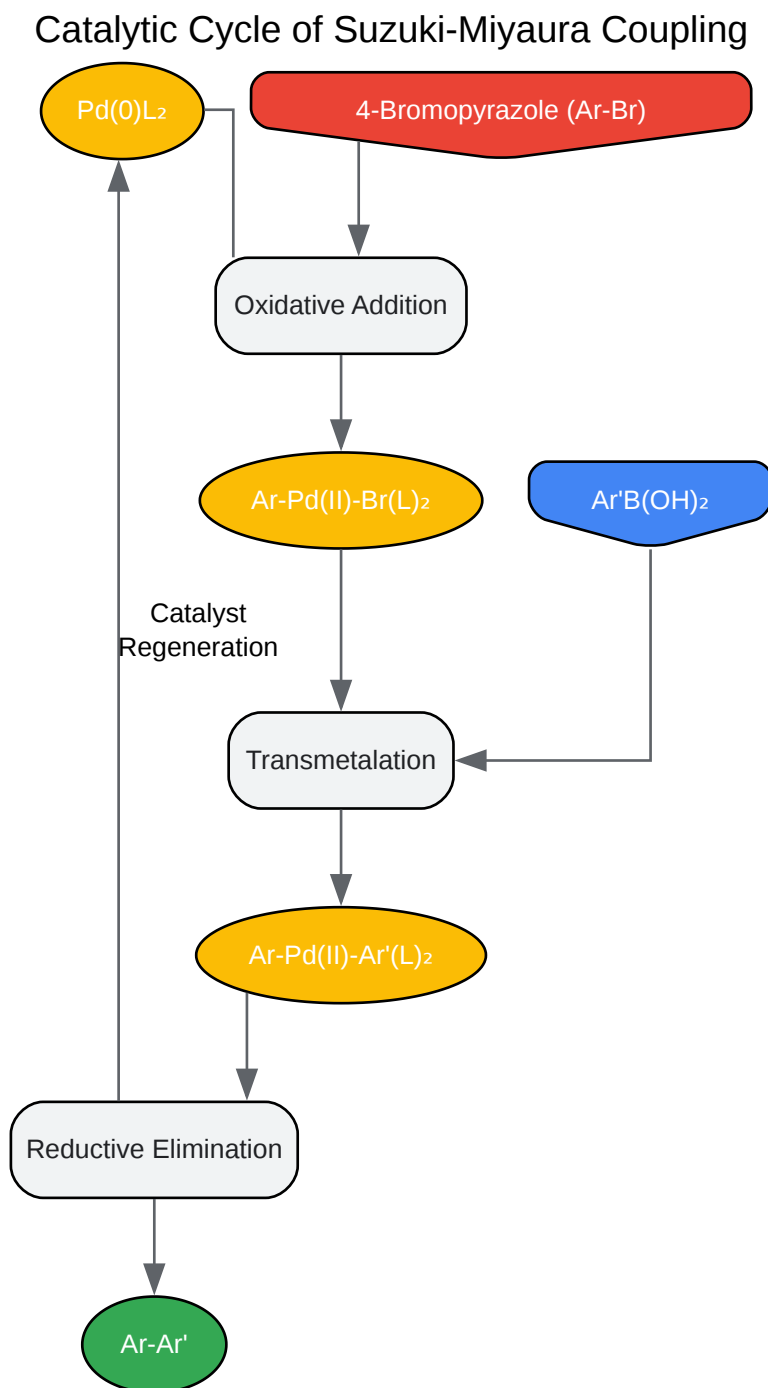 Catalytic Cycle of Suzuki-Miyaura Coupling
Pd(0)L₂
4-Bromopyrazole (Ar-Br)
Oxidative Addition
Ar-Pd(II)-Br(L)₂
Ar'B(OH)₂
Catalyst
Regeneration
Transmetalation
Ar-Pd(II)-Ar'(L)₂
Reductive Elimination
Ar-Ar'